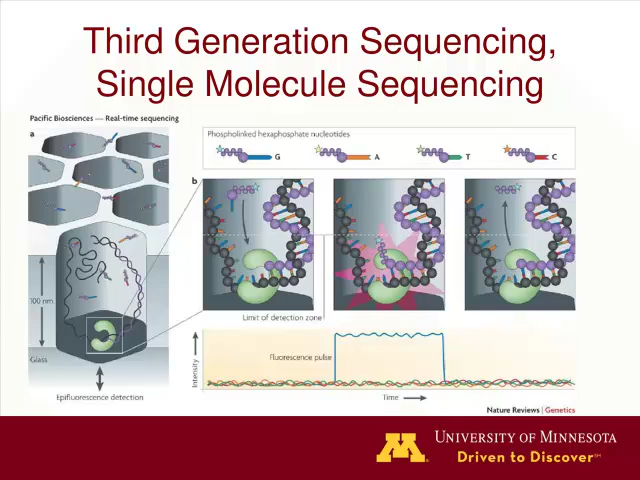 Third Generation Sequencing,
Single Molecule Sequencing
Pacific Biosciences — Real-time sequencing
a
Phospholinked hexaphosphate nucleotides
G
A
T
C
b
100 nm
Limit of detection zone
Glass
Intensity
Fluorescence pulse
Epifluorescence detection
Time
Nature Reviews | Genetics
M
UNIVERSITY OF MINNESOTA
Driven to Discover℠